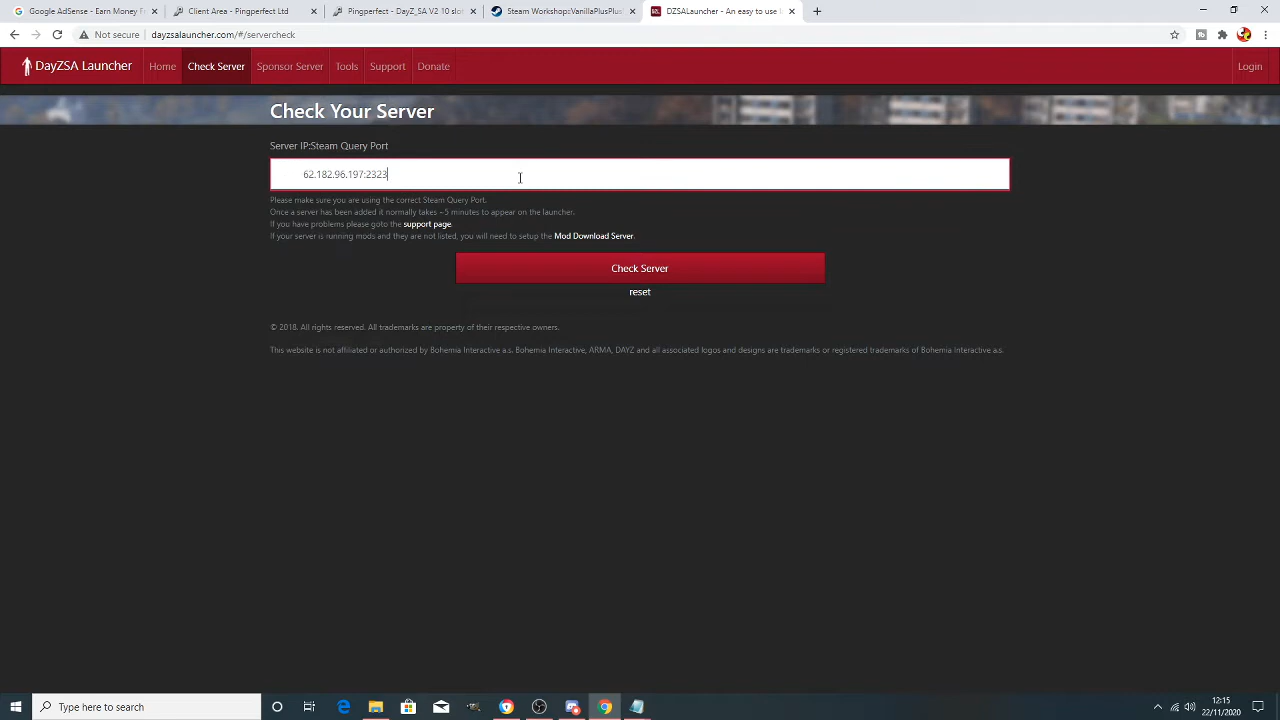 Google AdSense - Earn Money F
Client Area - Pingperfect Ltd
Pingperfect - DayZ_SA V2 10 slot
Steam Workshop::VanillaPlusPlus
DZSALauncher - An easy to use l
Not secure
dayzsalauncher.com/#/servercheck
DayZSA Launcher
Home
Check Server
Sponsor Server
Tools
Support
Donate
Login
Check Your Server
Server IP:Steam Query Port
62.182.96.197:2323
Please make sure you are using the correct Steam Query Port.
Once a server has been added it normally takes ~5 minutes to appear on the launcher.
If you have problems please goto the support page.
If your server is running mods and they are not listed, you will need to setup the Mod Download Server.
Check Server
reset
© 2018. All rights reserved. All trademarks are property of their respective owners.
This website is not affiliated or authorized by Bohemia Interactive a.s. Bohemia Interactive, ARMA, DAYZ and all associated logos and designs are trademarks or registered trademarks of Bohemia Interactive a.s.
Type here to search
12:15
22/11/2020